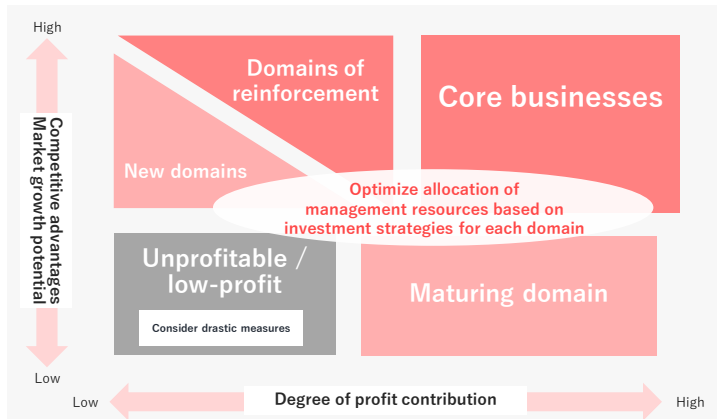 High
Competitive advantages
Market growth potential
Low
Domains of
reinforcement
New domains
Core businesses
Optimize allocation of
management resources based on
investment strategies for each domain
Unprofitable /
low-profit
Consider drastic measures
Maturing domain
Low
Degree of profit contribution
High